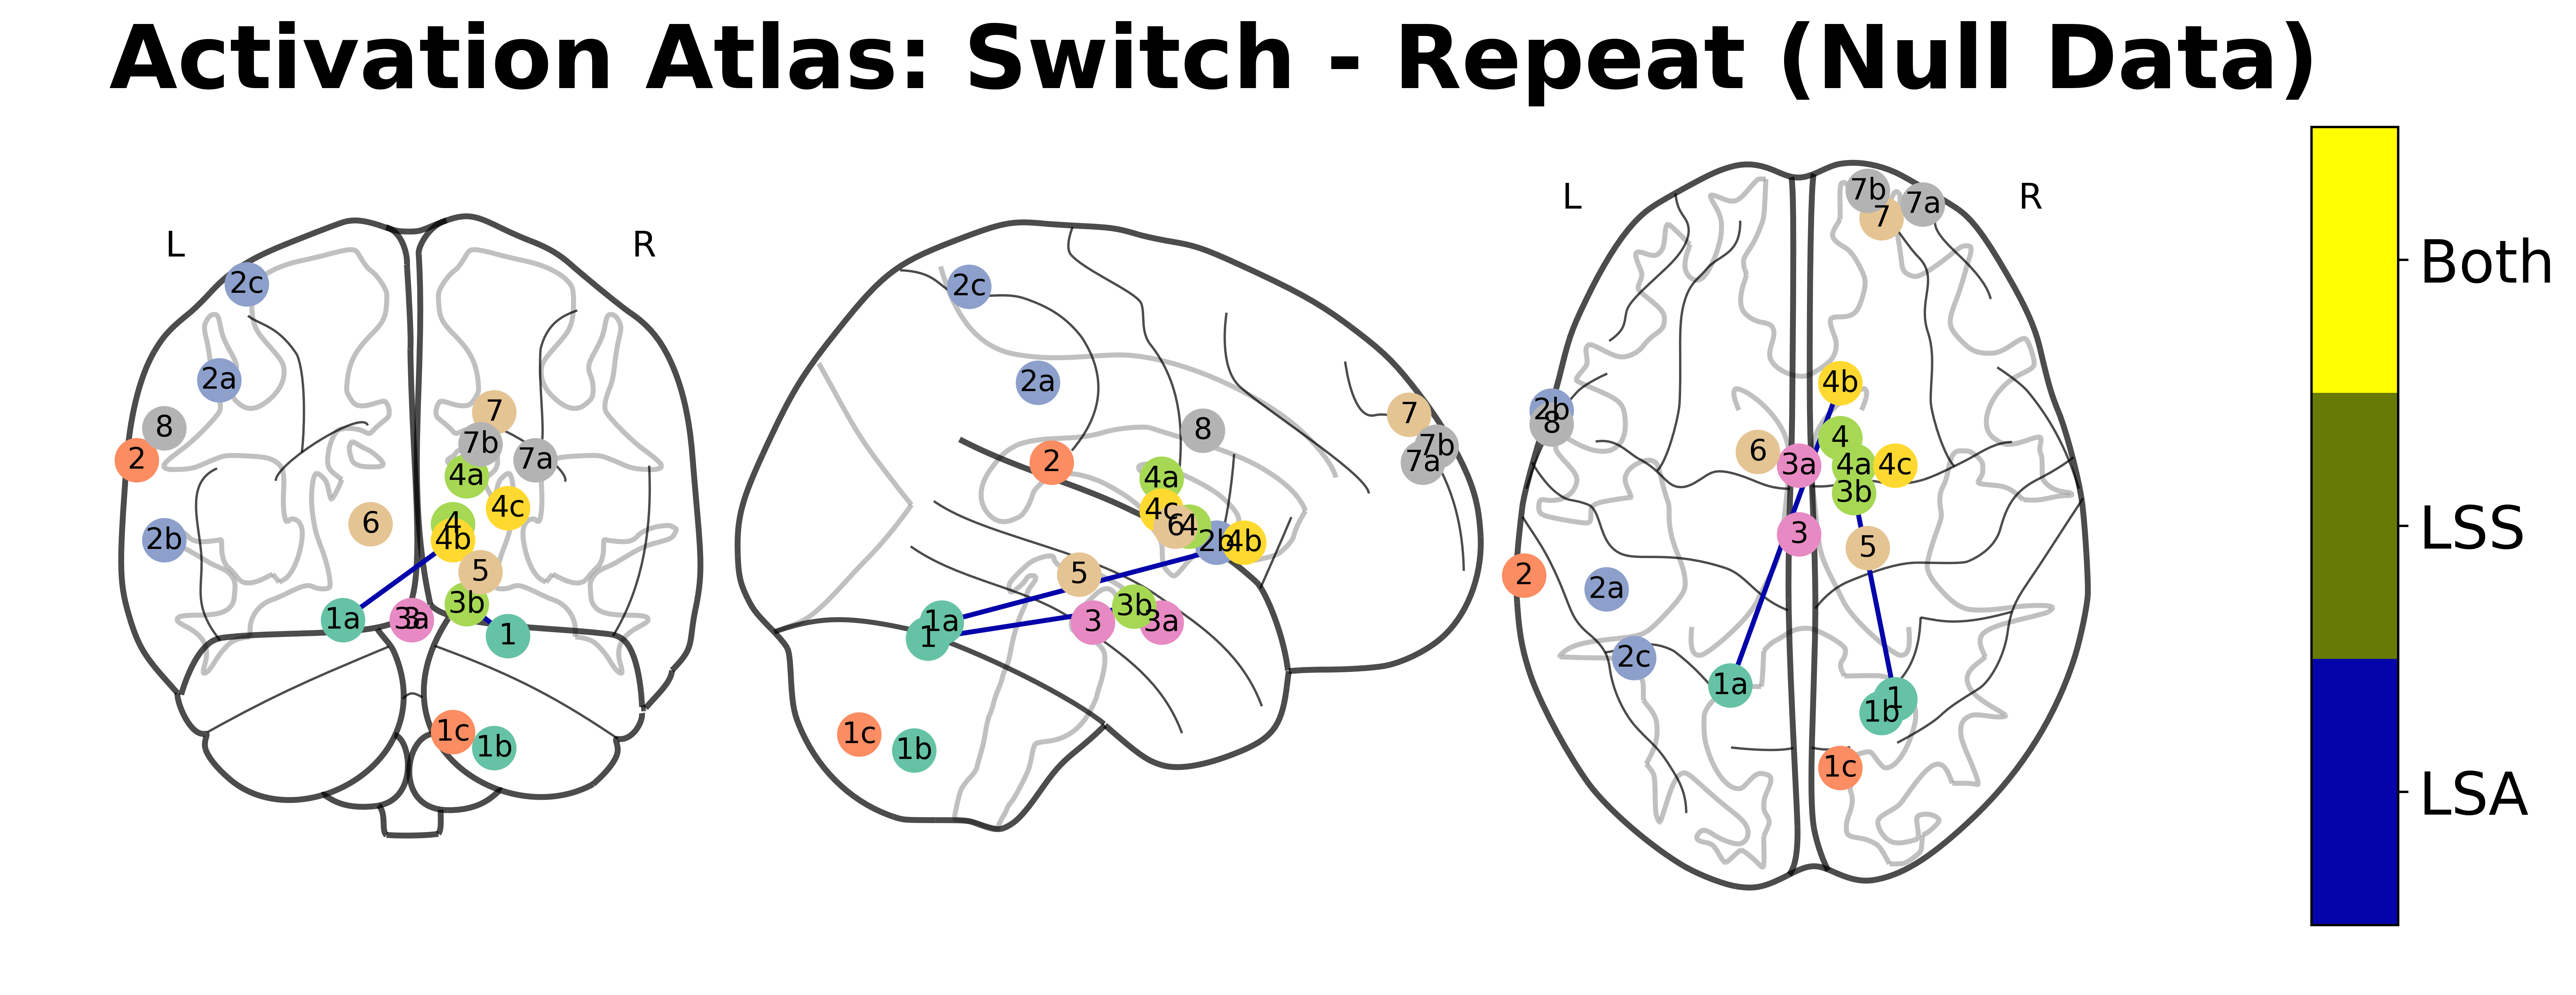 Activation Atlas: Switch - Repeat (Null Data)
L
R
2c
2a
8
2
2b
6
7
7b
7a
4a
4c
4
4b
5
3b
1a
3
3a
1
1c
1b
2c
2a
2
8
4a
4c
6
4
2b
4b
5
3b
1a
1
3
3a
1c
1b
7
7b
7a
L
R
7b
7a
7
2b
8
4b
4
6
3a
4a
4c
3b
3
5
2
2a
2c
1a
1
1b
1c
Both
LSS
LSA